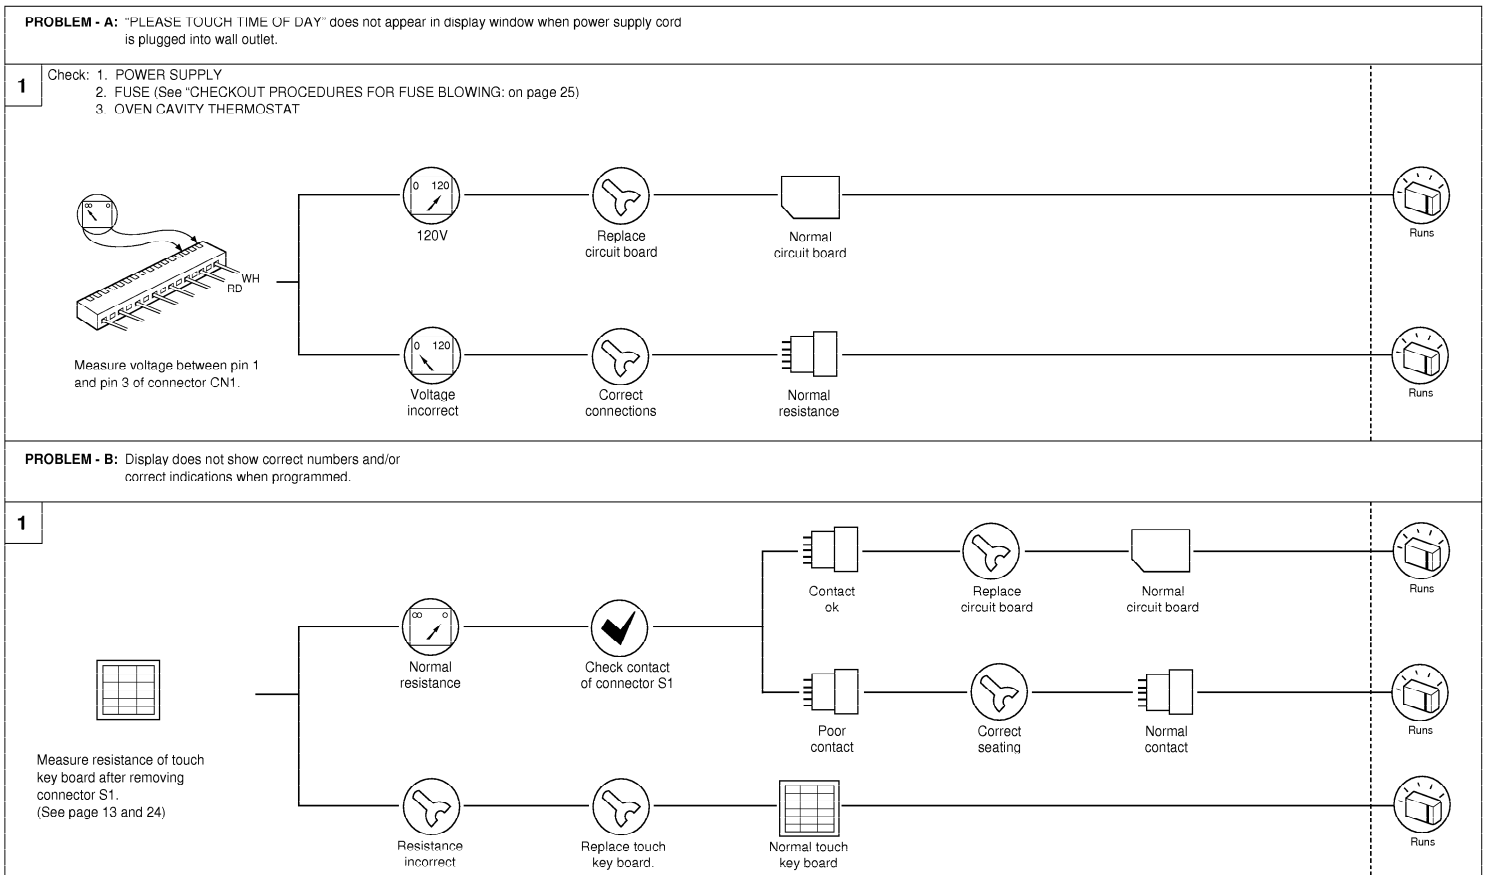 PROBLEM - A: "PLEASE TOUCH TIME OF DAY" does not appear in display window when power supply cord
is plugged into wall outlet.
1
Check: 1. POWER SUPPLY
2. FUSE (See "CHECKOUT PROCEDURES FOR FUSE BLOWING: on page 25)
3. OVEN CAVITY THERMOSTAT
∞ 0
WH
RD
Measure voltage between pin 1
and pin 3 of connector CN1.
0 120
120V
Replace
circuit board
Normal
circuit board
Runs
0 120
Voltage
incorrect
Correct
connections
Normal
resistance
Runs
PROBLEM - B: Display does not show correct numbers and/or
correct indications when programmed.
1
Measure resistance of touch
key board after removing
connector S1.
(See page 13 and 24)
∞ 0
Normal
resistance
Check contact
of connector S1
Contact
ok
Replace
circuit board
Normal
circuit board
Runs
Poor
contact
Correct
seating
Normal
contact
Runs
Resistance
incorrect
Replace touch
key board.
Normal touch
key board
Runs